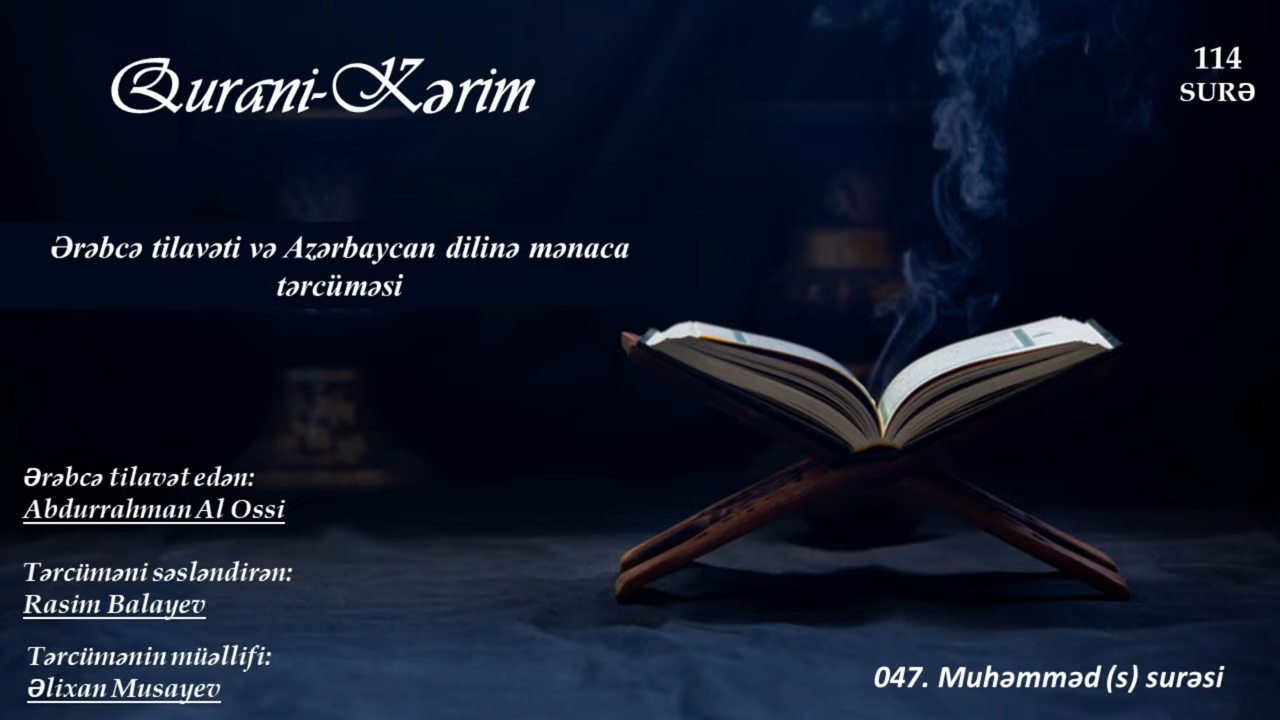 Qurani-Kərim
114
SURƏ
Ərəbcə tilavəti və Azərbaycan dilinə mənaca
tərcüməsi
Ərəbcə tilavət edən:
Abdurrahman Al Ossi
Tərcüməni səsləndirən:
Rasim Balayev
Tərcümənin müəllifi:
Əlixan Musayev
047. Muhəmməd (s) surəsi